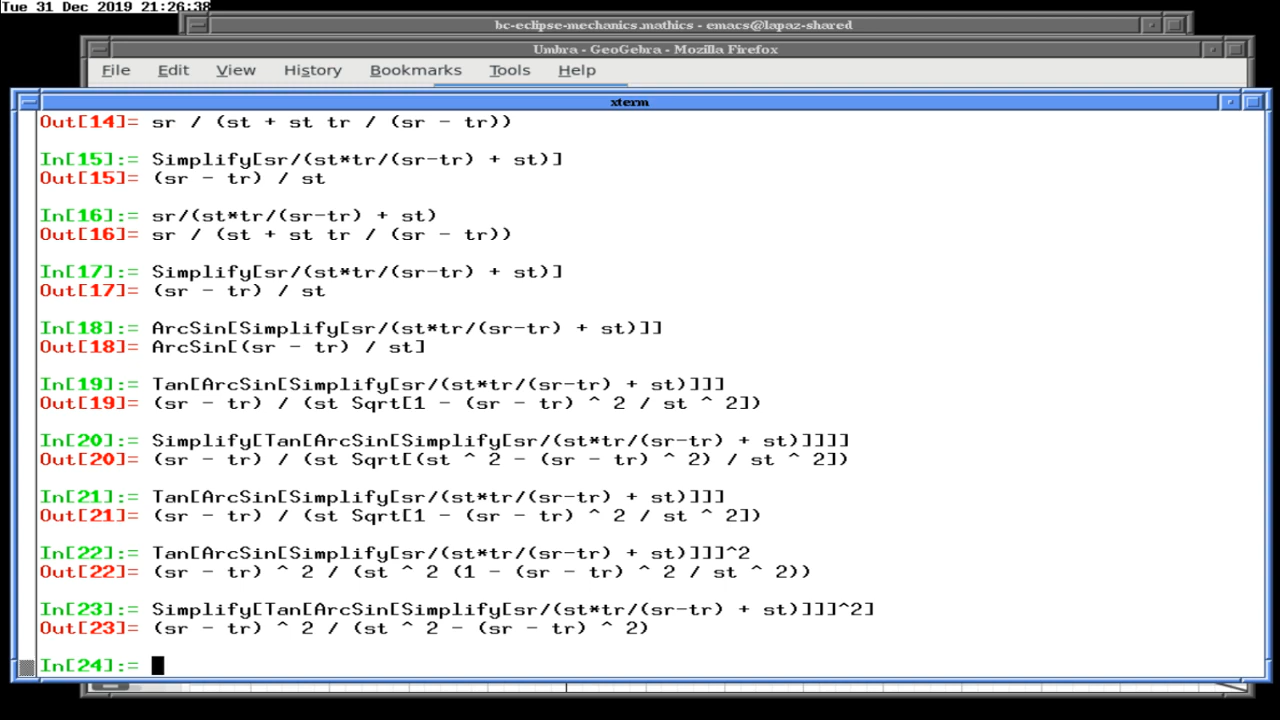 Tue 31 Dec 2019 21:26:38
bc-eclipse-mechanics.mathics - emacs@lapaz-shared
Umbra - GeoGebra - Mozilla Firefox
File Edit View History Bookmarks Tools Help
xterm
Out[14]= sr / (st + st tr / (sr - tr))
In[15]:= Simplify[sr/(st*tr/(sr-tr) + st)]
Out[15]= (sr - tr) / st
In[16]:= sr/(st*tr/(sr-tr) + st)
Out[16]= sr / (st + st tr / (sr - tr))
In[17]:= Simplify[sr/(st*tr/(sr-tr) + st)]
Out[17]= (sr - tr) / st
In[18]:= ArcSin[Simplify[sr/(st*tr/(sr-tr) + st)]]
Out[18]= ArcSin[(sr - tr) / st]
In[19]:= Tan[ArcSin[Simplify[sr/(st*tr/(sr-tr) + st)]]]
Out[19]= (sr - tr) / (st Sqrt[1 - (sr - tr) ^ 2 / st ^ 2])
In[20]:= Simplify[Tan[ArcSin[Simplify[sr/(st*tr/(sr-tr) + st)]]]]
Out[20]= (sr - tr) / (st Sqrt[(st ^ 2 - (sr - tr) ^ 2) / st ^ 2])
In[21]:= Tan[ArcSin[Simplify[sr/(st*tr/(sr-tr) + st)]]]
Out[21]= (sr - tr) / (st Sqrt[1 - (sr - tr) ^ 2 / st ^ 2])
In[22]:= Tan[ArcSin[Simplify[sr/(st*tr/(sr-tr) + st)]]]^2
Out[22]= (sr - tr) ^ 2 / (st ^ 2 (1 - (sr - tr) ^ 2 / st ^ 2))
In[23]:= Simplify[Tan[ArcSin[Simplify[sr/(st*tr/(sr-tr) + st)]]]^2]
Out[23]= (sr - tr) ^ 2 / (st ^ 2 - (sr - tr) ^ 2)
In[24]:=